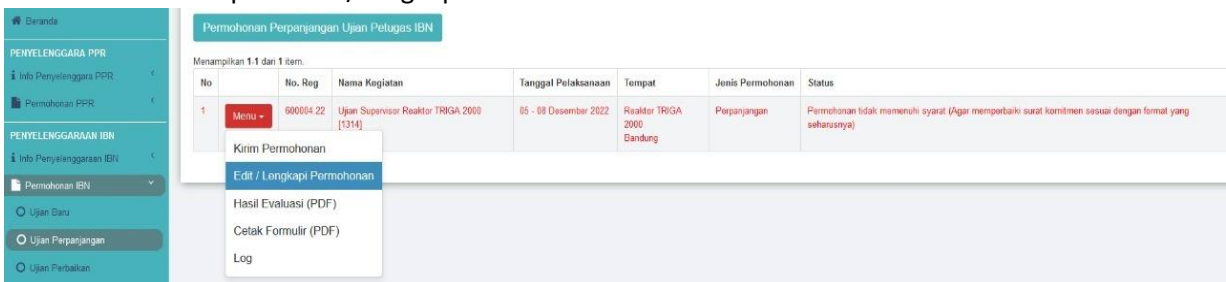 Beranda
PENYELENGGARA PPR
Info Penyelenggara PPR
Permohonan PPR
PENYELENGGARAAN IBN
Info Penyelenggaraan IBN
Permohonan IBN
Ujian Baru
Ujian Perpanjangan
Ujian Perbaikan
Permohonan Perpanjangan Ujian Petugas IBN
Menampilkan 1-1 dari 1 item.
No No. Reg Nama Kegiatan Tanggal Pelaksanaan Tempat Jenis Permohonan Status
1 Menu 600004.22 Ujian Supervisor Reaktor TRIGA 2000 05 - 08 Desember 2022 Reaktor TRIGA Perpanjangan Permohonan tidak memenuhi syarat (Agar memperbaiki surat komitmen sesuai dengan format yang
[1314] 2000 seharusnya)
Bandung
Kirim Permohonan
Edit / Lengkapi Permohonan
Hasil Evaluasi (PDF)
Cetak Formulir (PDF)
Log